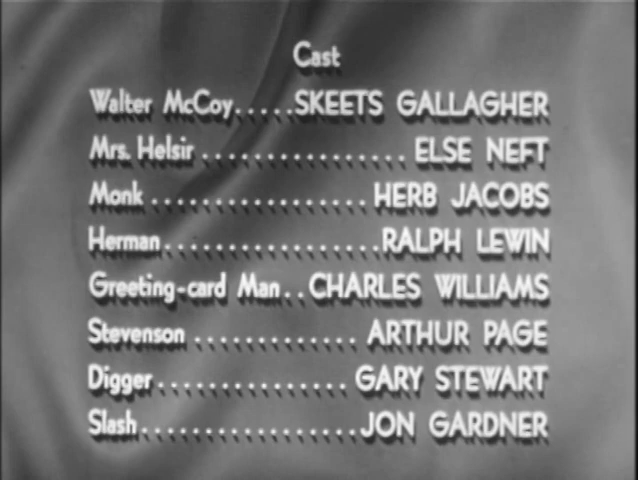 Cast
Walter McCoy.....SKEETS GALLAGHER
Mrs. Helsir ................ ELSE NEFT
Monk .................. HERB JACOBS
Herman..................RALPH LEWIN
Greeting-card Man..CHARLES WILLIAMS
Stevenson .............. ARTHUR PAGE
Digger................ GARY STEWART
Slash..................JON GARDNER